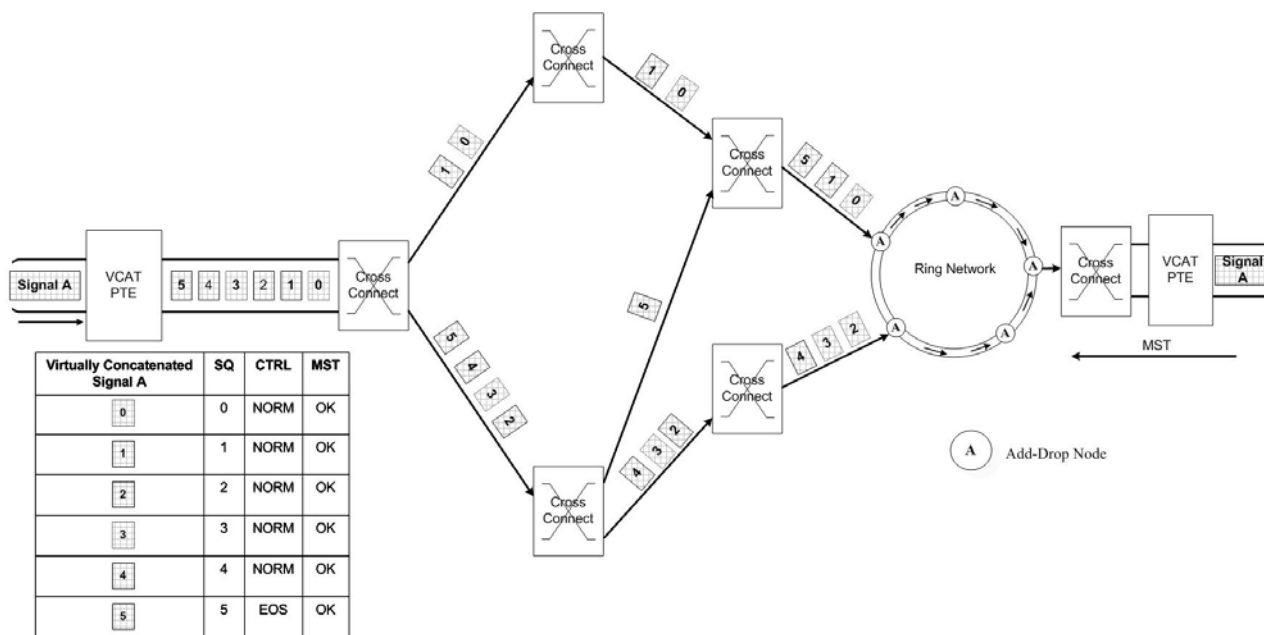 Cross
Connect
1 0
1 0
Cross
Connect
5 1 0
A
A
A
A
A
Ring Network
Signal A
VCAT
PTE
5 4 3 2 1 0
Cross
Connect
Cross
Connect
VCAT
PTE
Signal
A
MST
5
5 4 3 2
Cross
Connect
4 3 2
4 3 2
Cross
Connect
A Add-Drop Node
Virtually Concatenated SQ CTRL MST
Signal A
0 0 NORM OK
1 1 NORM OK
2 2 NORM OK
3 3 NORM OK
4 4 NORM OK
5 5 EOS OK